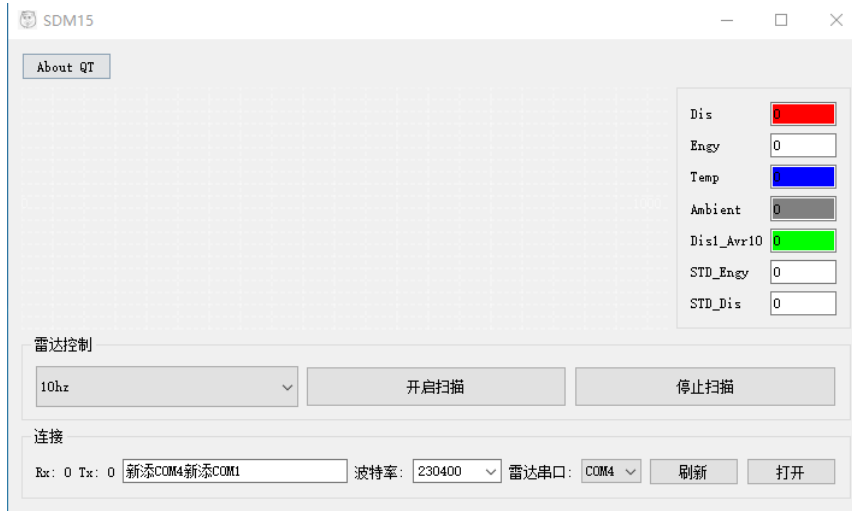 SDM15
About QT
Dis 0
Engy 0
Temp 0
Ambient 0
Dis1_Avr10 0
STD_Engy 0
STD_Dis 0
0 1000
雷达控制
10hz 开启扫描 停止扫描
连接
Rx: 0 Tx: 0 新添COM4新添COM1 波特率: 230400 雷达串口: COM4 刷新 打开